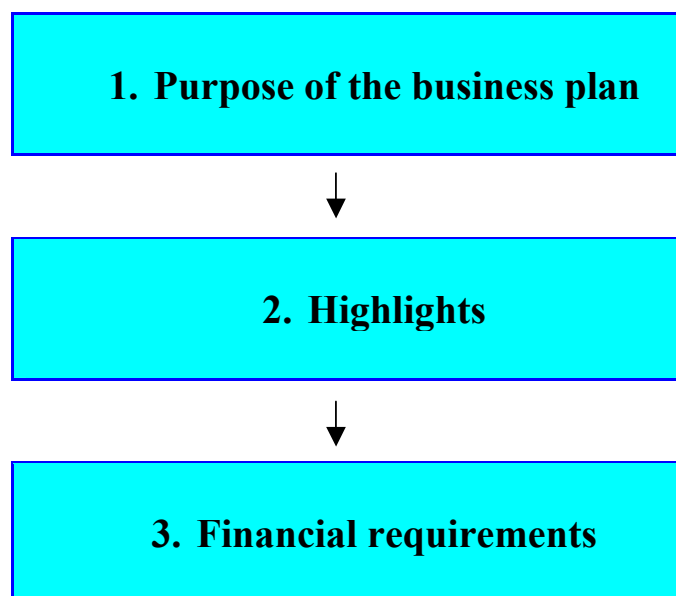 1. Purpose of the business plan
2. Highlights
3. Financial requirements